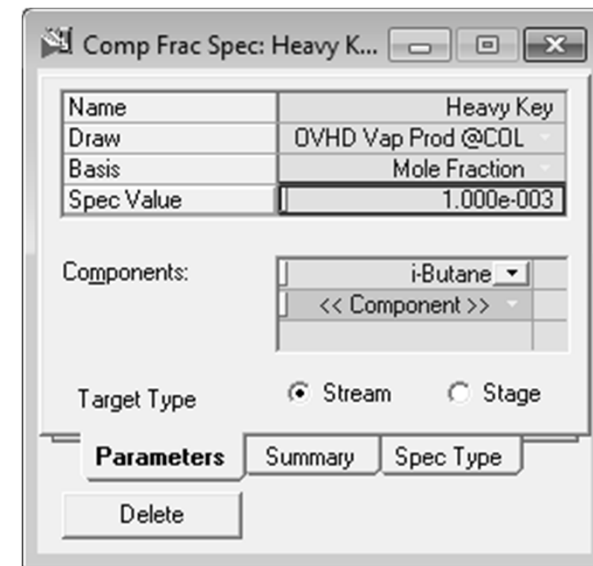 Comp Frac Spec: Heavy K...
Name Heavy Key
Draw OVHD Vap Prod @COL
Basis Mole Fraction
Spec Value 1.000e-003
Components: i-Butane
<< Component >>
Target Type Stream Stage
Parameters Summary Spec Type
Delete